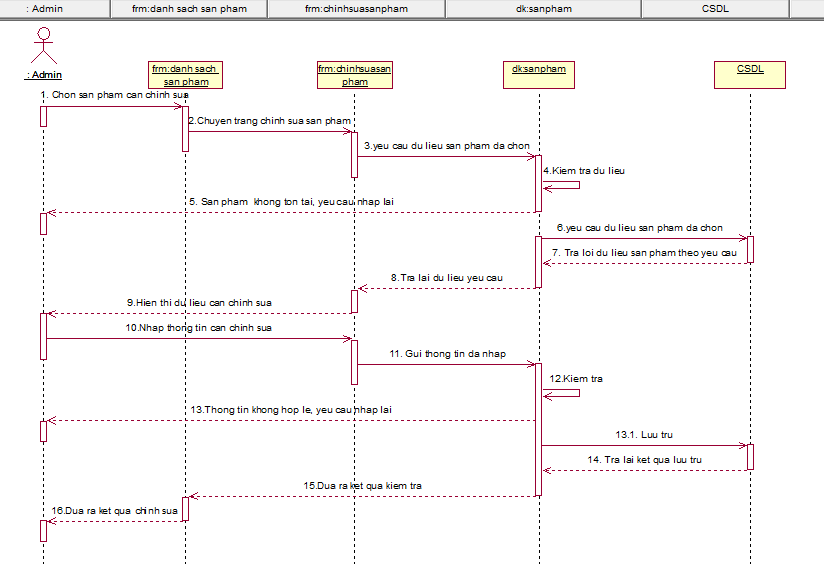 : Admin
frm:danh sach san pham
frm:chinhsuasanpham
dk:sanpham
CSDL
: Admin
frm:danh sach
san pham
frm:chinhsuasan
pham
dk:sanpham
CSDL
1. Chon san pham can chinh sua
2.Chuyen trang chinh sua san pham
3.yeu cau du lieu san pham da chon
4.Kiem tra du lieu
5. San pham khong ton tai, yeu cau nhap lai
6.yeu cau du lieu san pham da chon
7. Tra loi du lieu san pham theo yeu cau
8.Tra lai du lieu yeu cau
9.Hien thi du lieu can chinh sua
10.Nhap thong tin can chinh sua
11. Gui thong tin da nhap
12.Kiem tra
13.Thong tin khong hop le, yeu cau nhap lai
13.1. Luu tru
14. Tra lai ket qua luu tru
15.Dua ra ket qua kiem tra
16.Dua ra ket qua chinh sua